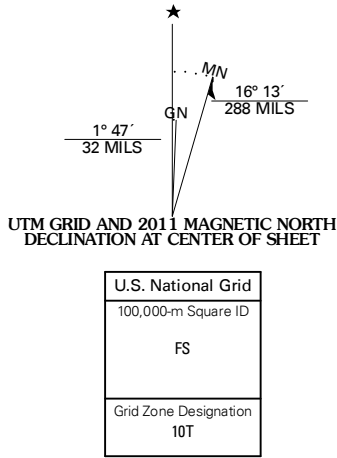 ★
MN
GN
16° 13´
288 MILS
1° 47´
32 MILS
UTM GRID AND 2011 MAGNETIC NORTH
DECLINATION AT CENTER OF SHEET
U.S. National Grid
100,000-m Square ID
FS
Grid Zone Designation
10T